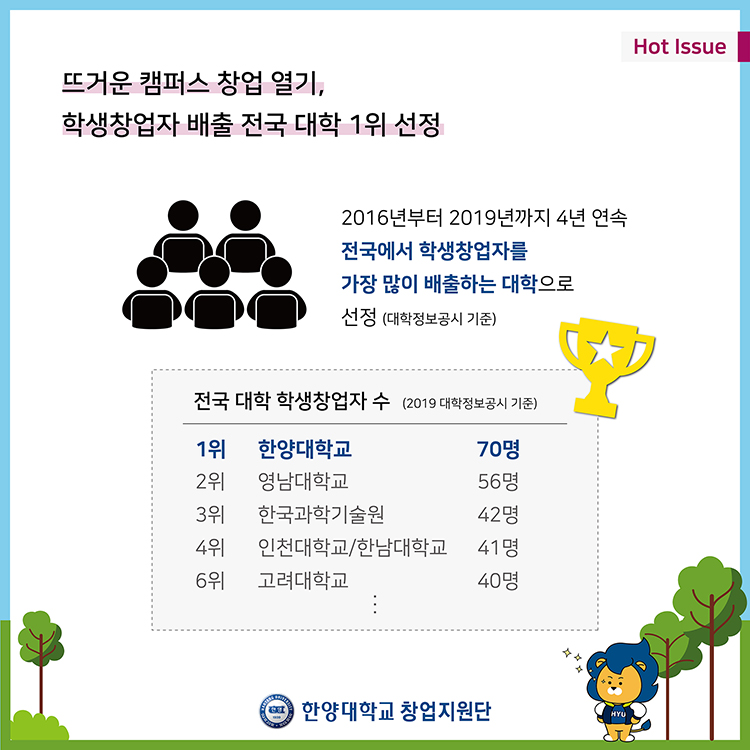 Hot Issue
뜨거운 캠퍼스 창업 열기,
학생창업자 배출 전국 대학 1위 선정
2016년부터 2019년까지 4년 연속
전국에서 학생창업자를
가장 많이 배출하는 대학으로
선정 (대학정보공시 기준)
전국 대학 학생창업자 수 (2019 대학정보공시 기준)
1위 한양대학교 70명
2위 영남대학교 56명
3위 한국과학기술원 42명
4위 인천대학교/한남대학교 41명
6위 고려대학교 40명
⋮
HYU
한양대학교 창업지원단